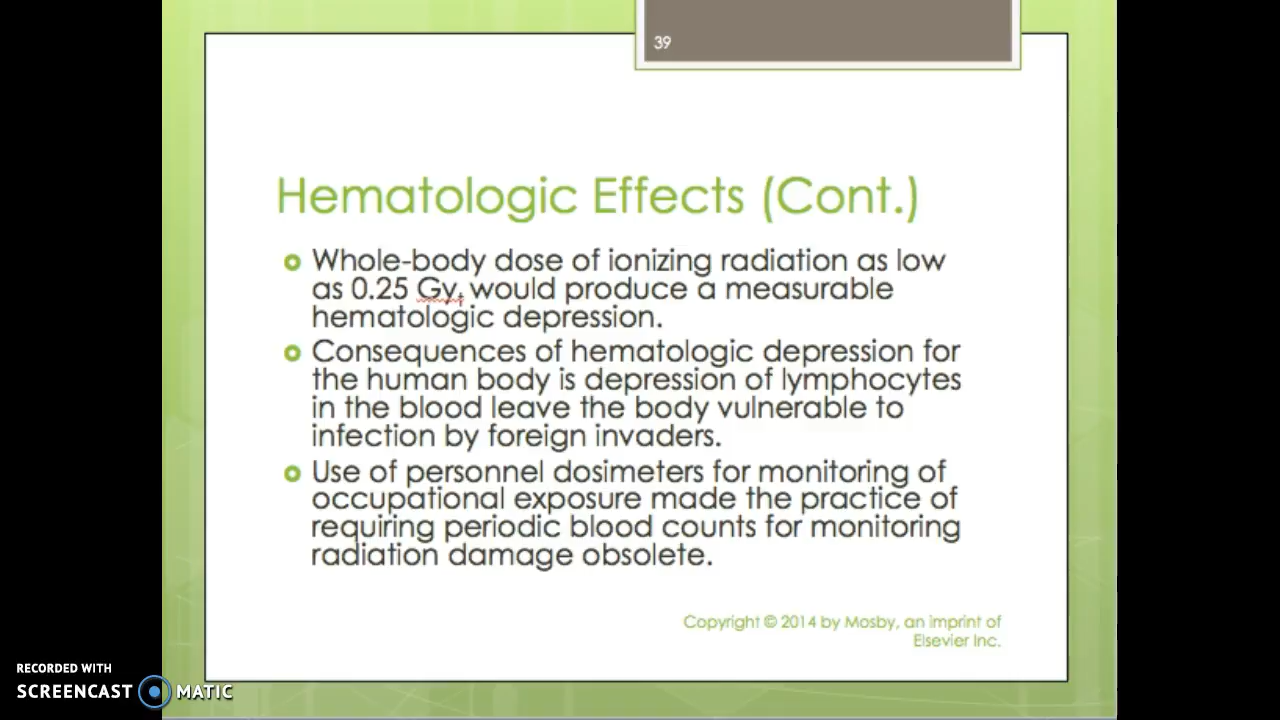 39
Hematologic Effects (Cont.)
Whole-body dose of ionizing radiation as low
as 0.25 Gyt would produce a measurable
hematologic depression.
Consequences of hematologic depression for
the human body is depression of lymphocytes
in the blood leave the body vulnerable to
infection by foreign invaders.
Use of personnel dosimeters for monitoring of
occupational exposure made the practice of
requiring periodic blood counts for monitoring
radiation damage obsolete.
Copyright © 2014 by Mosby, an imprint of
Elsevier Inc.
RECORDED WITH
SCREENCAST MATIC